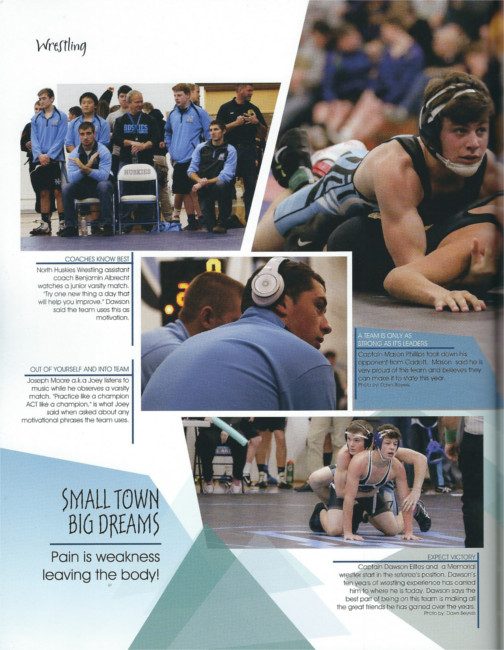 Wrestling
HUSKIES
COACHES KNOW BEST
North Huskies Wrestling assistant
coach Benjamin Albrecht
watches a junior varsity match.
"Try one new thing a day that
will help you improve." Dawson
said the team uses this as
motivation.
OUT OF YOURSELF AND INTO TEAM
Joseph Moore a.k.a Joey listens to
music while he observes a varsity
match. "Practice like a champion
ACT like a champion," is what Joey
said when asked about any
motivational phrases the team uses.
A TEAM IS ONLY AS
STRONG AS IT'S LEADERS
Captain Mason Phillips took down his
opponent from Mason said he is
very proud of the team and believes they
can make it to state this year.
Photo by: Dawn
SMALL TOWN
BIG DREAMS
Pain is weakness
leaving the body!
EXPECT VICTORY
Captain Dawson and a Memorial
wrestler start in the referee's position. Dawson's
ten years of wrestling experience has carried
him to where he is today. Dawson says the
best part of being on this team is making all
the great friends he has gained over the years.
Photo by: Dawn